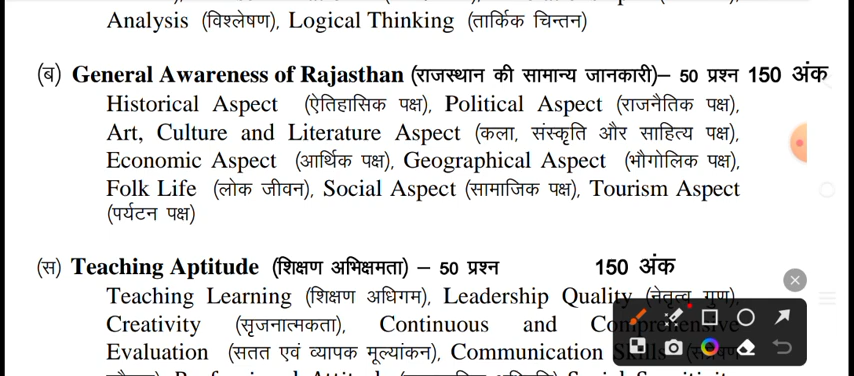 Analysis (विश्लेषण), Logical Thinking (तार्किक चिन्तन)
(ब) General Awareness of Rajasthan (राजस्थान की सामान्य जानकारी)– 50 प्रश्न 150 अंक
Historical Aspect (ऐतिहासिक पक्ष), Political Aspect (राजनैतिक पक्ष),
Art, Culture and Literature Aspect (कला, संस्कृति और साहित्य पक्ष),
Economic Aspect (आर्थिक पक्ष), Geographical Aspect (भौगोलिक पक्ष),
Folk Life (लोक जीवन), Social Aspect (सामाजिक पक्ष), Tourism Aspect
(पर्यटन पक्ष)
(स) Teaching Aptitude (शिक्षण अभिक्षमता) – 50 प्रश्न 150 अंक
Teaching Learning (शिक्षण अधिगम), Leadership Quality (नेतृत्व गुण),
Creativity (सृजनात्मकता), Continuous and Comprehensive
Evaluation (सतत एवं व्यापक मूल्यांकन), Communication Skills